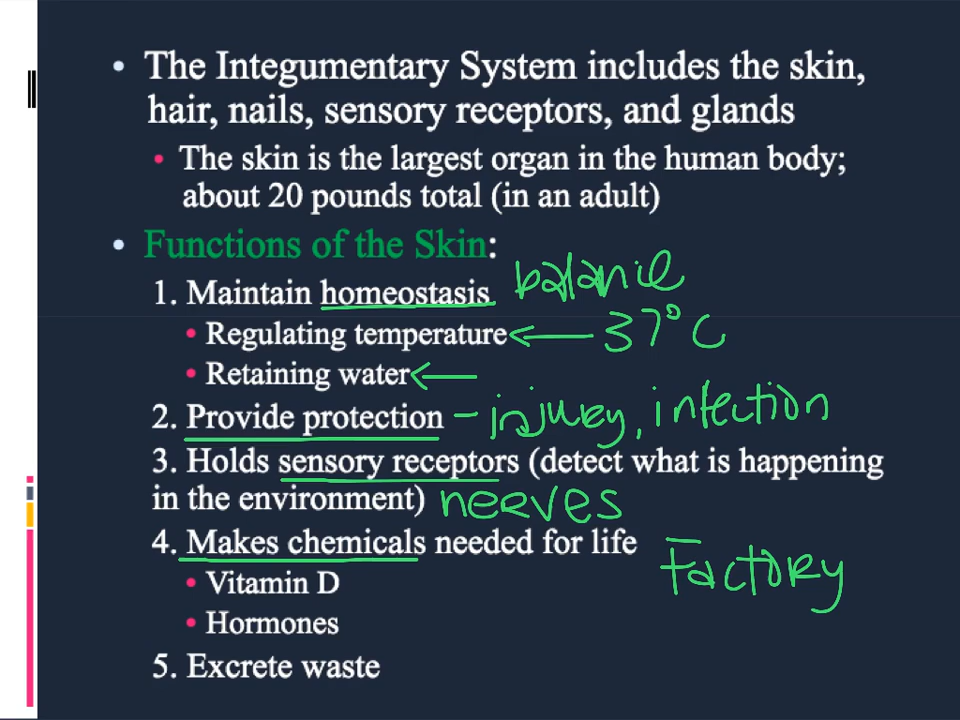 • The Integumentary System includes the skin,
hair, nails, sensory receptors, and glands
• The skin is the largest organ in the human body;
about 20 pounds total (in an adult)
• Functions of the Skin:
1. Maintain homeostasis balance
• Regulating temperature ← 37° C
• Retaining water ←
2. Provide protection - injury, infection
3. Holds sensory receptors (detect what is happening
in the environment) nerves
4. Makes chemicals needed for life Factory
• Vitamin D
• Hormones
5. Excrete waste